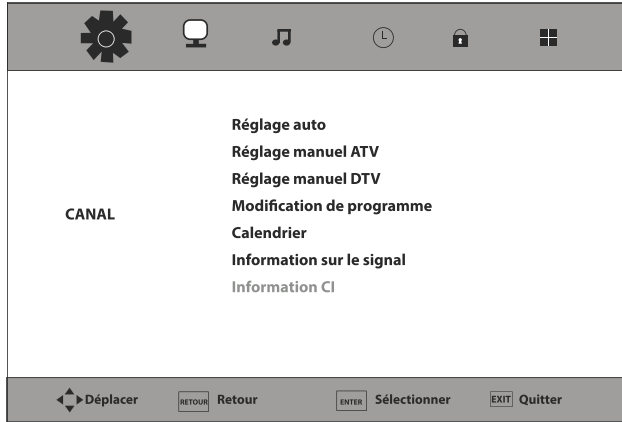 Réglage auto
Réglage manuel ATV
Réglage manuel DTV
CANAL
Modification de programme
Calendrier
Information sur le signal
Information CI
Déplacer RETOUR Retour ENTER Sélectionner EXIT Quitter